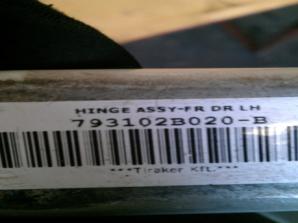 HINGE ASSY-FR DR LH
793102B020-B
***Tiraker Kft.***